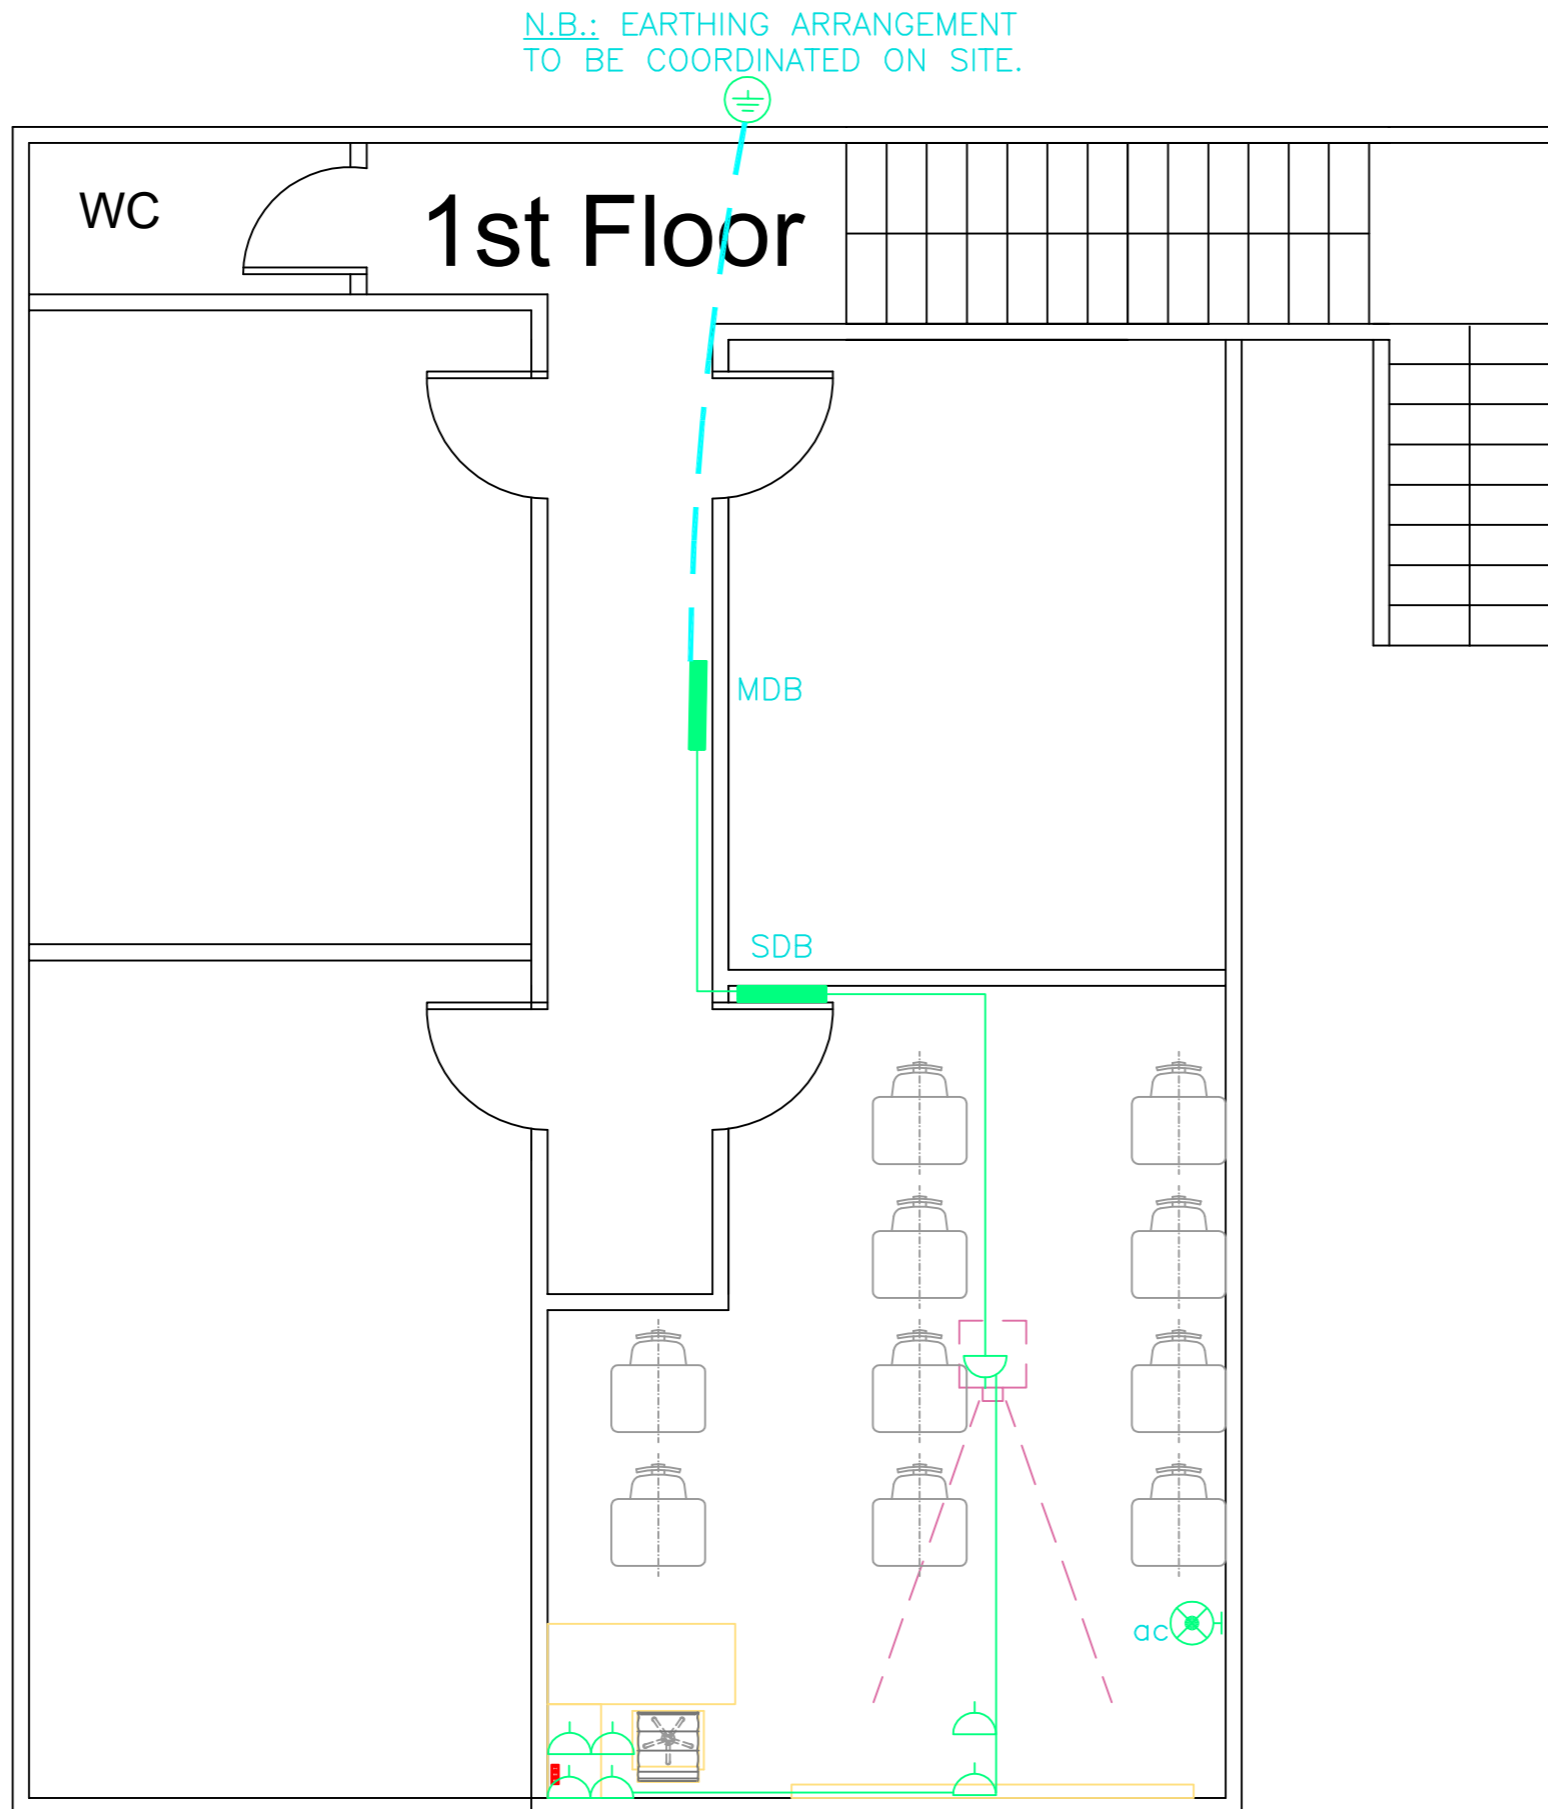 N.B.: EARTHING ARRANGEMENT
TO BE COORDINATED ON SITE.
WC
1st Floor
MDB
SDB
ac